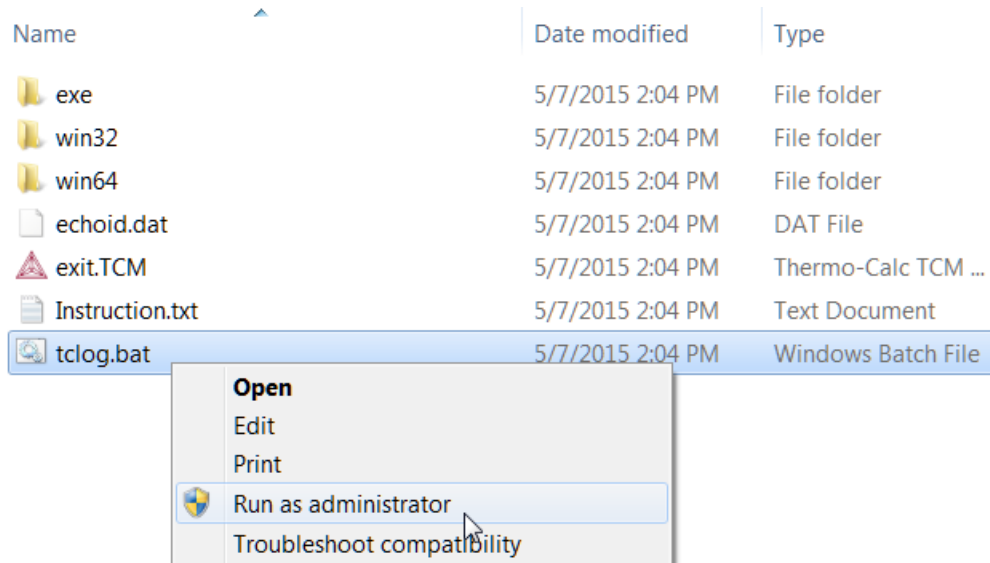 Name Date modified Type
exe 5/7/2015 2:04 PM File folder
win32 5/7/2015 2:04 PM File folder
win64 5/7/2015 2:04 PM File folder
echoid.dat 5/7/2015 2:04 PM DAT File
exit.TCM 5/7/2015 2:04 PM Thermo-Calc TCM ...
Instruction.txt 5/7/2015 2:04 PM Text Document
tclog.bat 5/7/2015 2:04 PM Windows Batch File
Open
Edit
Print
Run as administrator
Troubleshoot compatibility